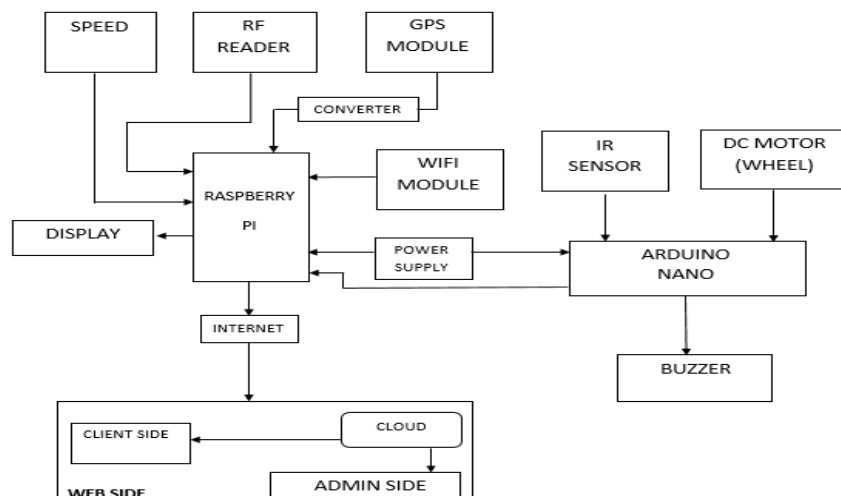 SPEED
RF
READER
GPS
MODULE
CONVERTER
RASPBERRY
PI
WIFI
MODULE
IR
SENSOR
DC MOTOR
(WHEEL)
DISPLAY
POWER
SUPPLY
ARDUINO
NANO
INTERNET
BUZZER
CLIENT SIDE
CLOUD
ADMIN SIDE
WEB SIDE